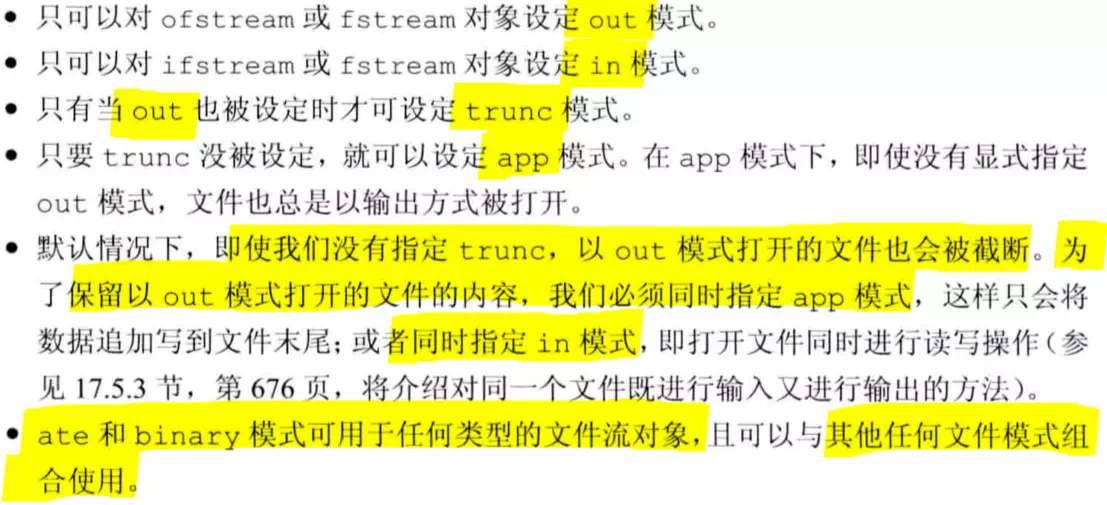 • 只可以对 ofstream 或 fstream 对象设定 out 模式。
• 只可以对 ifstream 或 fstream 对象设定 in 模式。
• 只有当 out 也被设定时才可设定 trunc 模式。
• 只要 trunc 没被设定，就可以设定 app 模式。在 app 模式下，即使没有显式指定
out 模式，文件也总是以输出方式被打开。
• 默认情况下，即使我们没有指定 trunc，以 out 模式打开的文件也会被截断。为
了保留以 out 模式打开的文件的内容，我们必须同时指定 app 模式，这样只会将
数据追加写到文件末尾；或者同时指定 in 模式，即打开文件同时进行读写操作（参
见 17.5.3 节，第 676 页，将介绍对同一个文件既进行输入又进行输出的方法）。
• ate 和 binary 模式可用于任何类型的文件流对象，且可以与其他任何文件模式组
合使用。